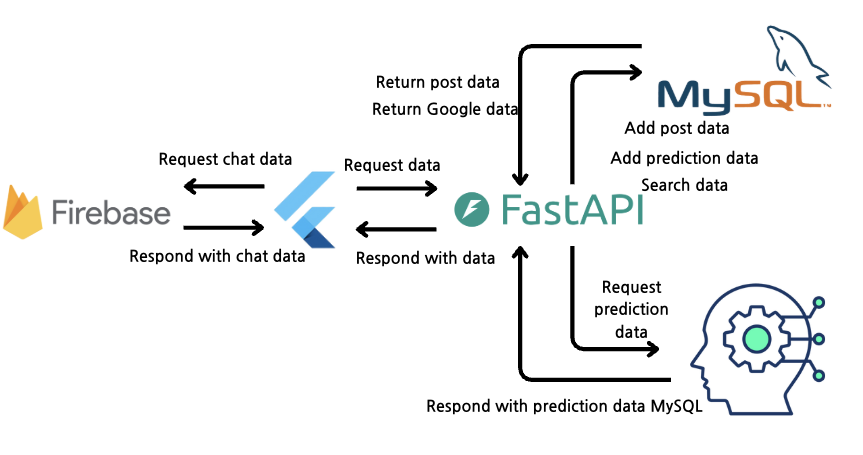 Return post data
Return Google data
MySQL
Add post data
Add prediction data
Search data
Request chat data
Request data
Firebase
FastAPI
Respond with chat data
Respond with data
Request
prediction
data
Respond with prediction data MySQL